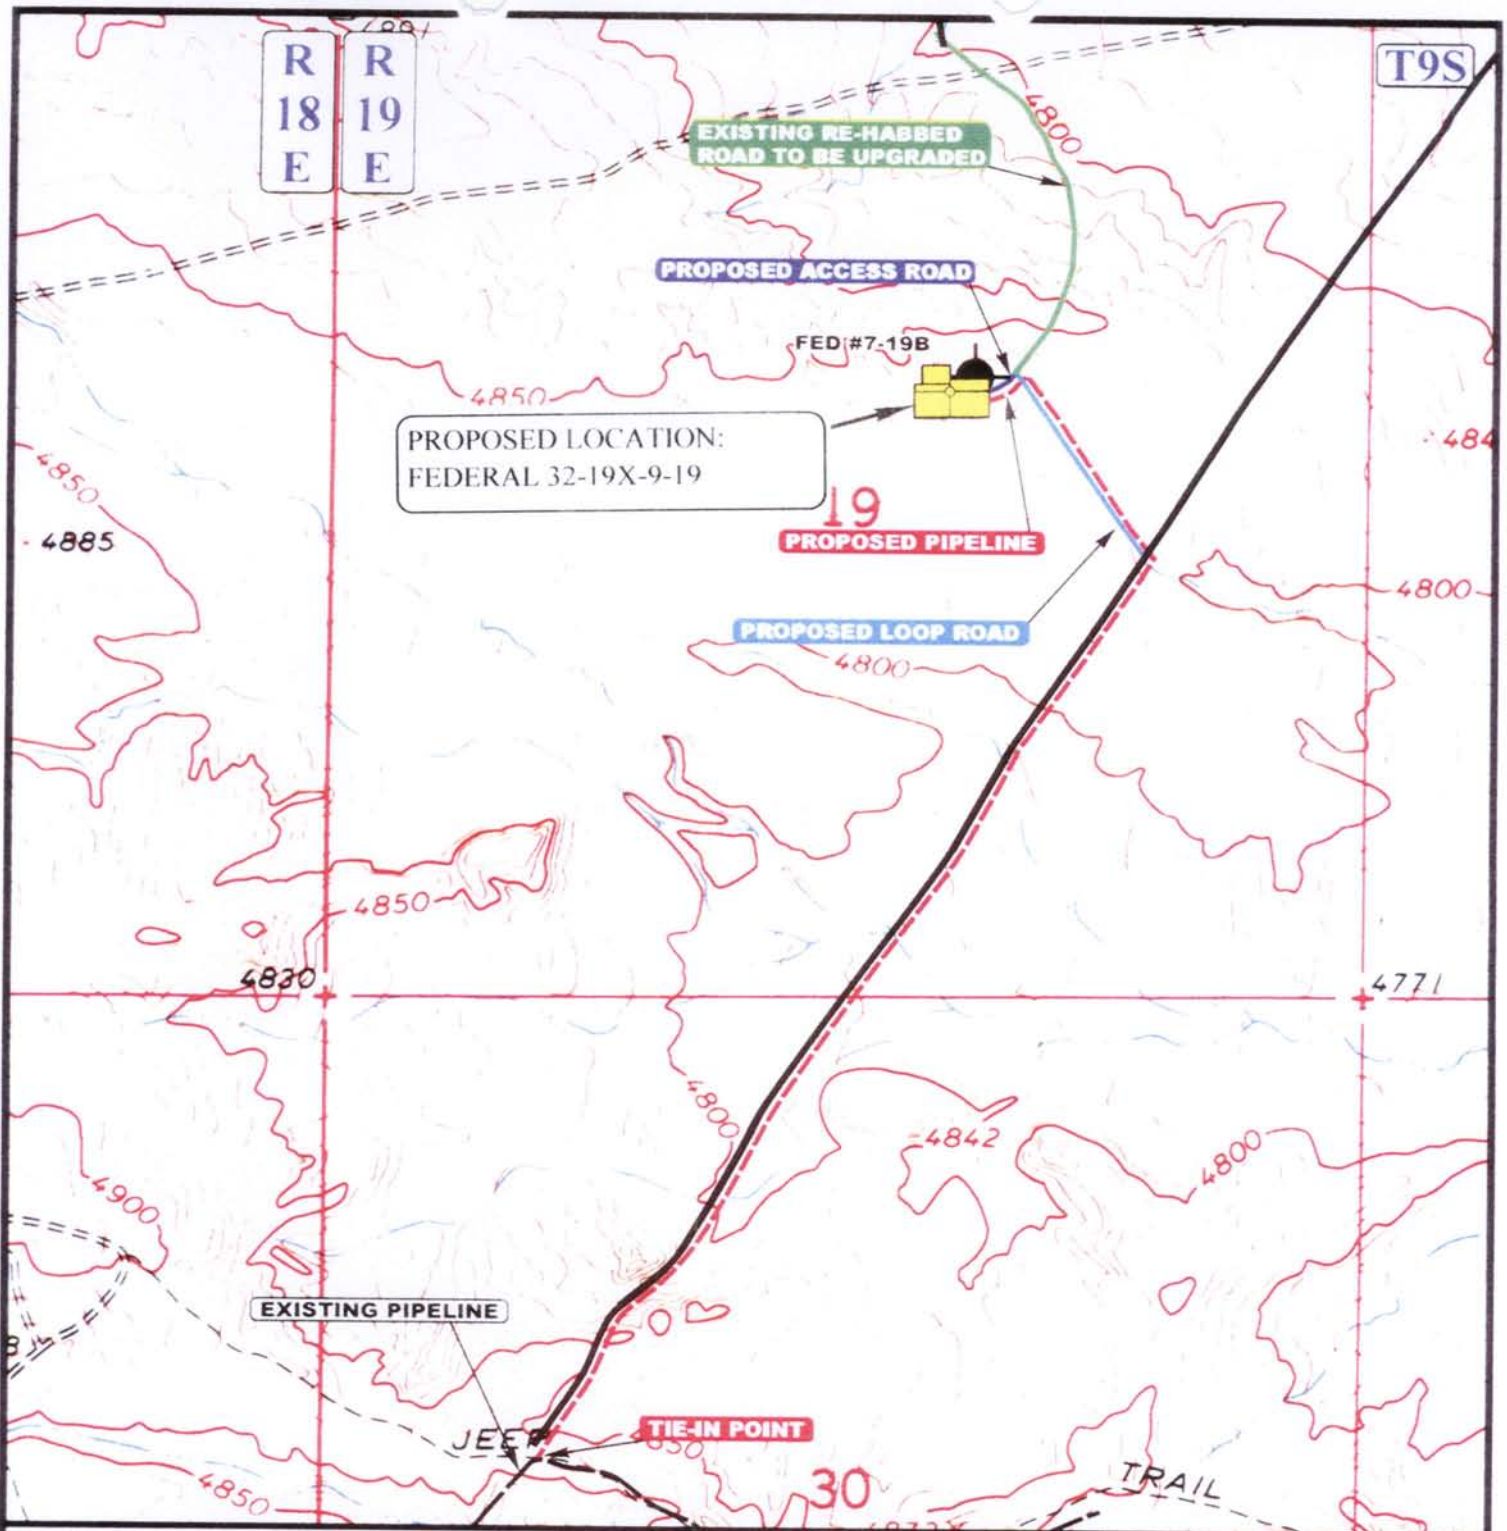 R
18
E
R
19
E
T9S
EXISTING RE-HABBED
ROAD TO BE UPGRADED
4800
PROPOSED ACCESS ROAD
FED #7-19B
4850
PROPOSED LOCATION:
FEDERAL 32-19X-9-19
484
4850
19
4885
PROPOSED PIPELINE
4800
PROPOSED LOOP ROAD
4800
4850
4830
4771
4800
4842
4800
4900
EXISTING PIPELINE
JEEP
TIE-IN POINT
4850
4850
30
TRAIL